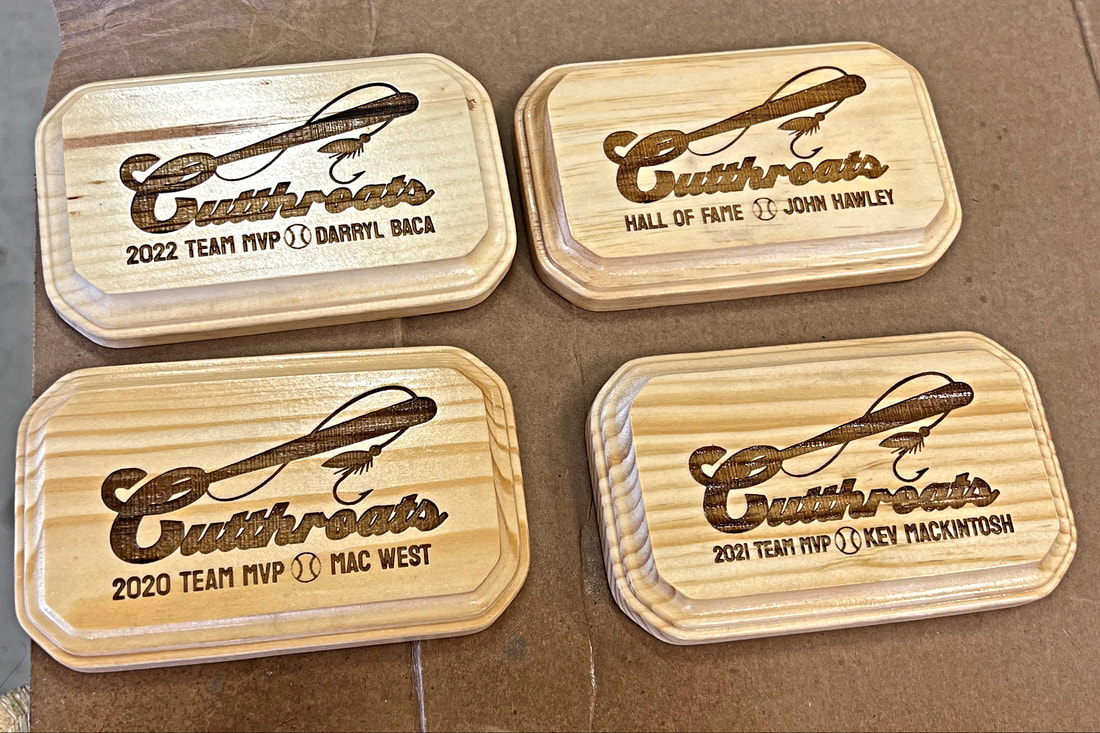 Cutthroats
2022 TEAM MVP DARRYL BACA
Cutthroats
HALL OF FAME JOHN HAWLEY
Cutthroats
2020 TEAM MVP MAC WEST
Cutthroats
2021 TEAM MVP KEV MACKINTOSH